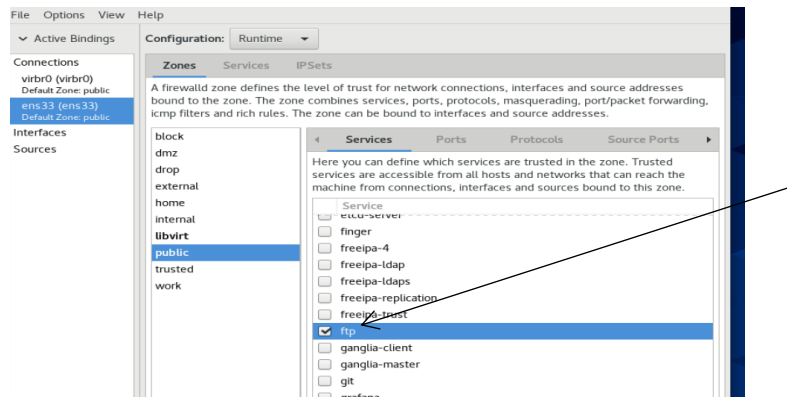 File Options View Help
Active Bindings
Configuration: Runtime
Connections
virbr0 (virbr0)
Default Zone: public
ens33 (ens33)
Default Zone: public
Interfaces
Sources
Zones Services IPSets
A firewalld zone defines the level of trust for network connections, interfaces and source addresses
bound to the zone. The zone combines services, ports, protocols, masquerading, port/packet forwarding,
icmp filters and rich rules. The zone can be bound to interfaces and source addresses.
block
dmz
drop
external
home
internal
libvirt
public
trusted
work
Services Ports Protocols Source Ports
Here you can define which services are trusted in the zone. Trusted
services are accessible from all hosts and networks that can reach the
machine from connections, interfaces and sources bound to this zone.
Service
etcd-server
finger
freeipa-4
freeipa-ldap
freeipa-ldaps
freeipa-replication
freeipa-trust
ftp
ganglia-client
ganglia-master
git
grafana